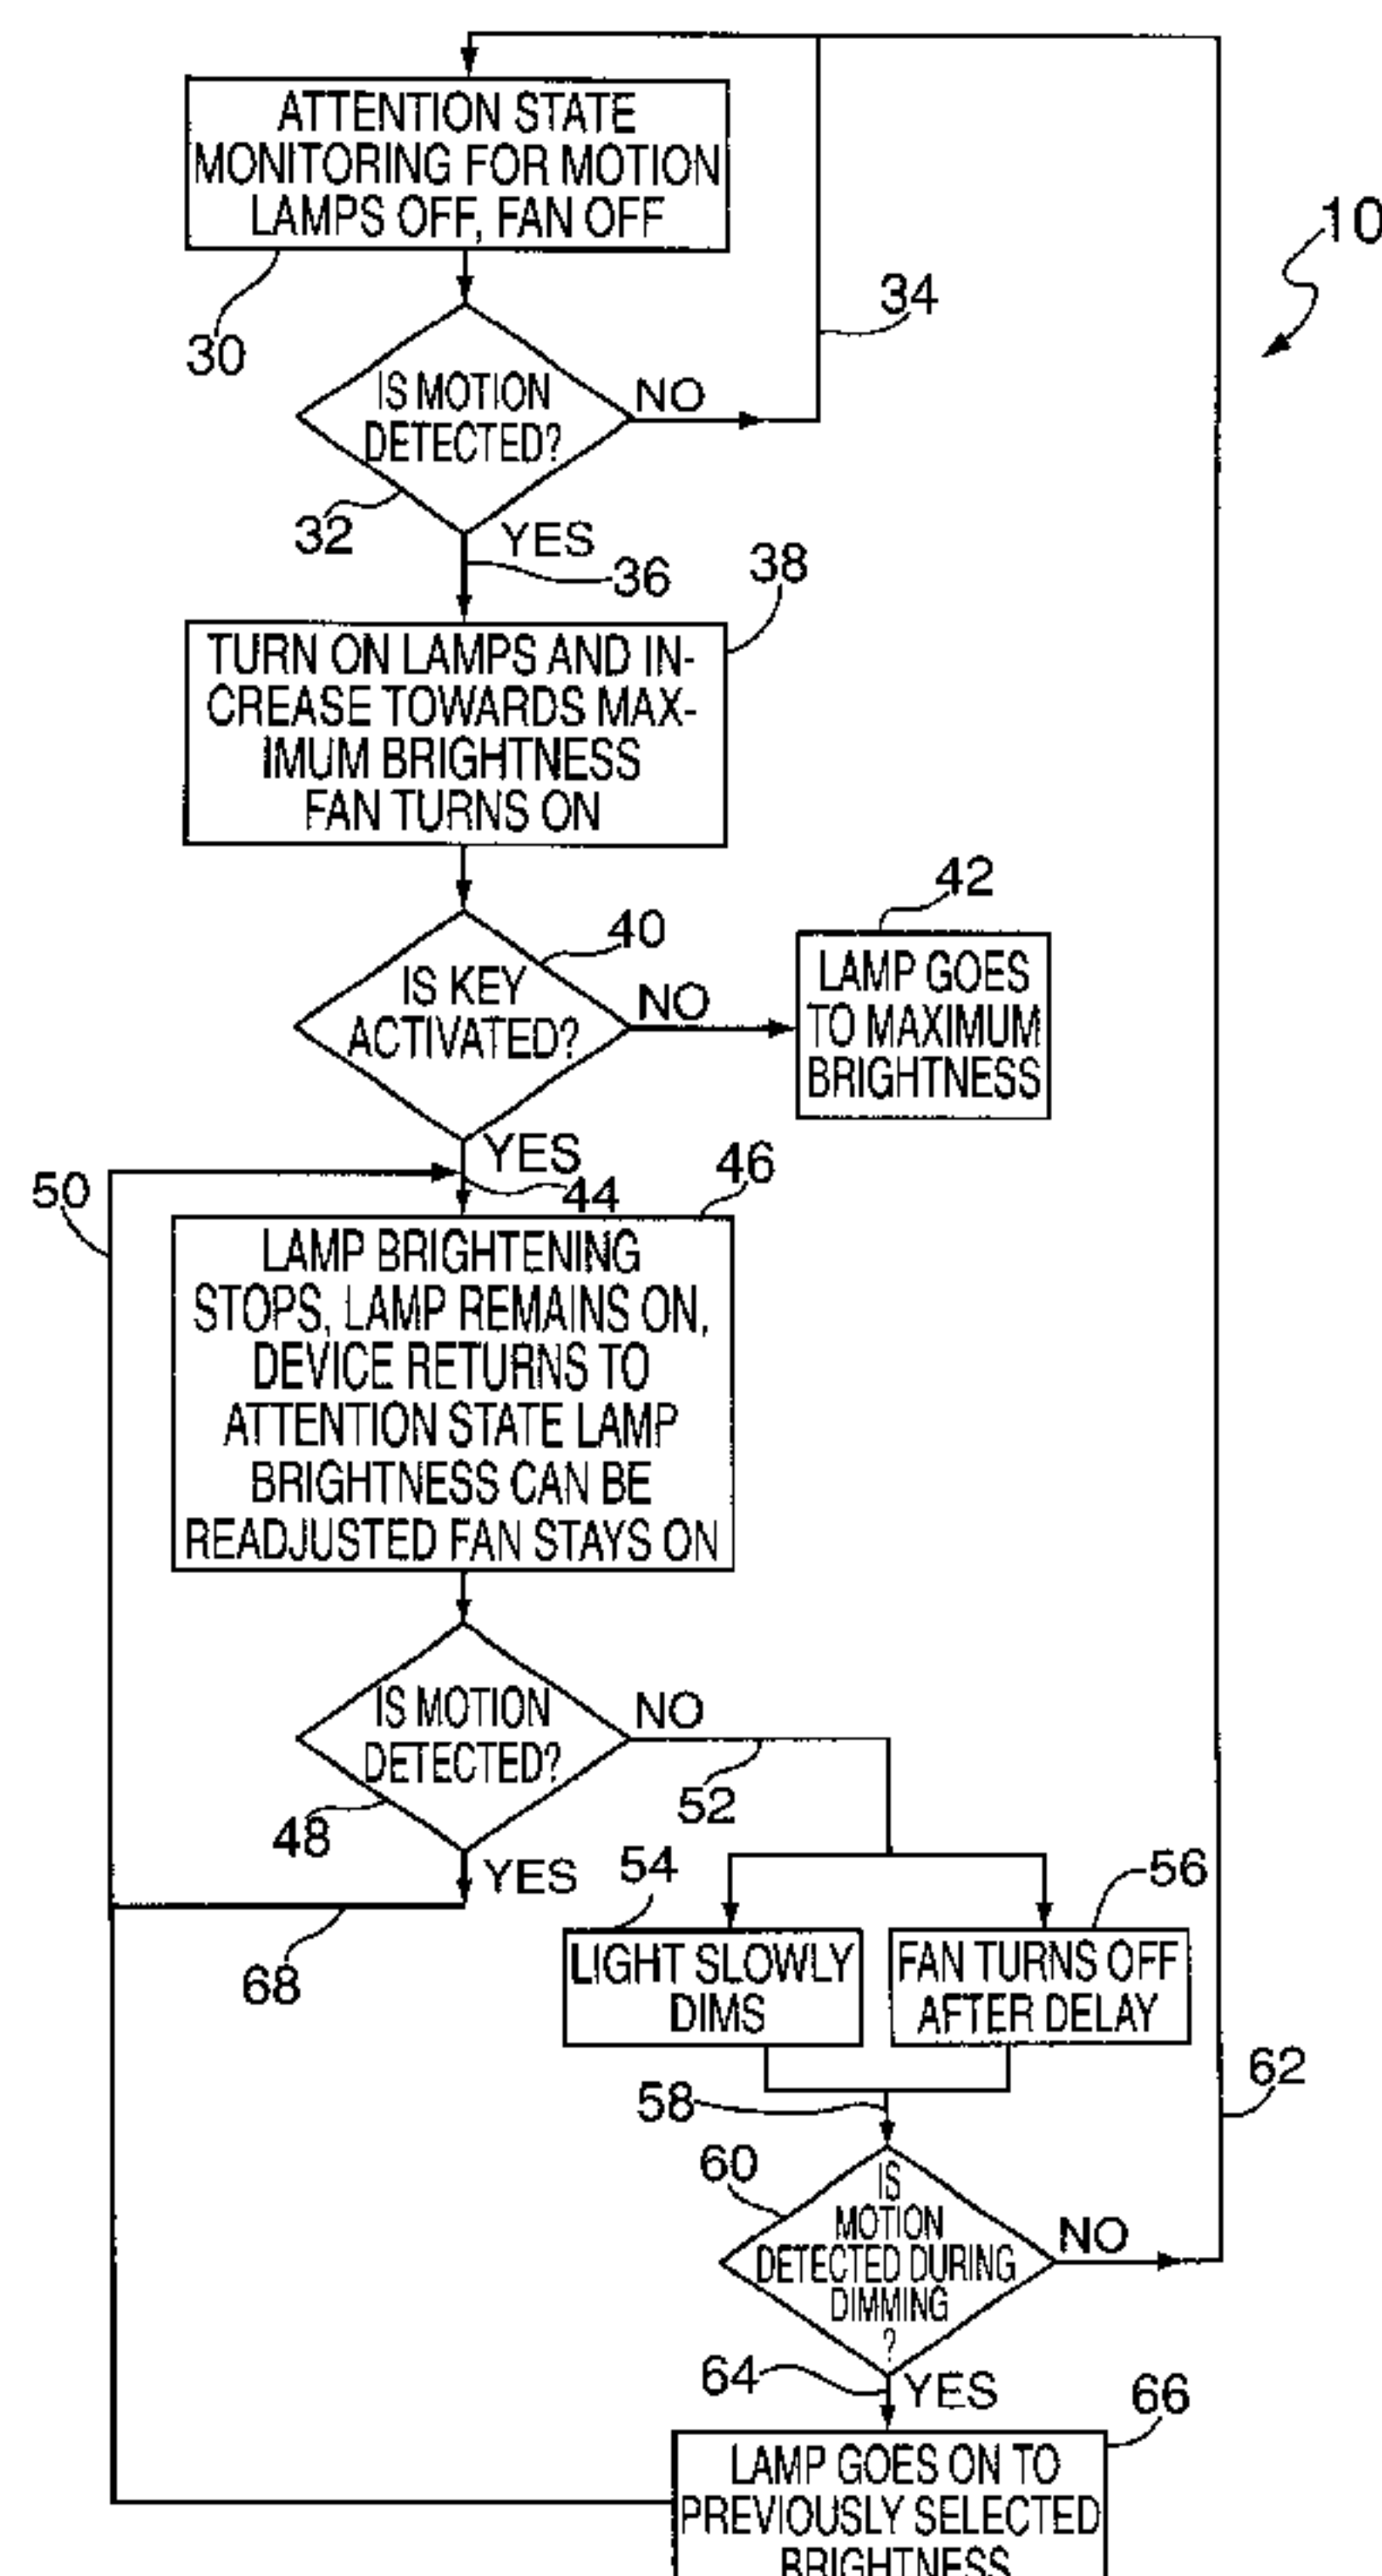 10
ATTENTION STATE
MONITORING FOR MOTION
LAMPS OFF, FAN OFF
30
34
IS MOTION
DETECTED?
NO
32
YES
36
38
TURN ON LAMPS AND IN-
CREASE TOWARDS MAX-
IMUM BRIGHTNESS
FAN TURNS ON
40
IS KEY
ACTIVATED?
NO
42
LAMP GOES
TO MAXIMUM
BRIGHTNESS
YES
44
46
50
LAMP BRIGHTENING
STOPS, LAMP REMAINS ON,
DEVICE RETURNS TO
ATTENTION STATE LAMP
BRIGHTNESS CAN BE
READJUSTED FAN STAYS ON
IS MOTION
DETECTED?
NO
52
48
YES
68
54
LIGHT SLOWLY
DIMS
56
FAN TURNS OFF
AFTER DELAY
58
62
60
IS
MOTION
DETECTED DURING
DIMMING
?
NO
64
YES
66
LAMP GOES ON TO
PREVIOUSLY SELECTED
BRIGHTNESS